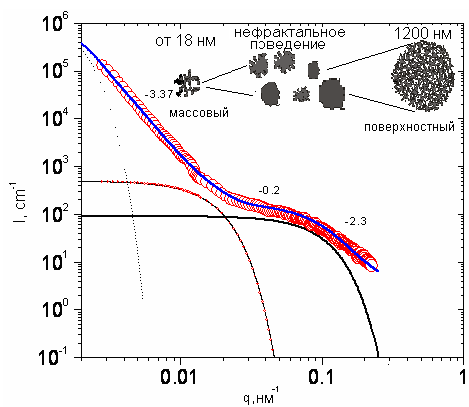 10^6
10^5
10^4
10^3
10^2
10^1
10^0
10^-1
I, cm^-1
от 18 нм
нефрактальное
поведение
1200 нм
-3.37
массовый
поверхностный
-0.2
-2.3
0.01
0.1
1
q,нм^-1